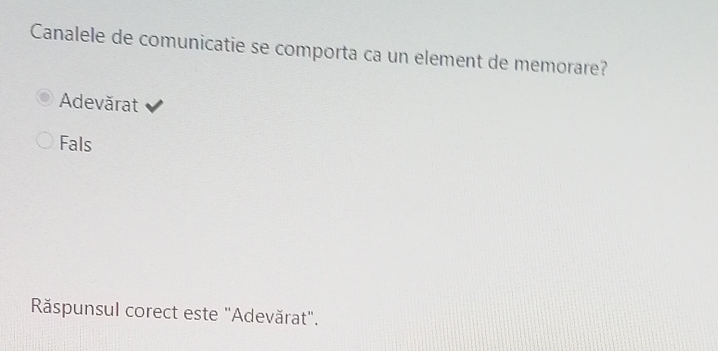 Canalele de comunicatie se comporta ca un element de memorare?
Adevărat
Fals
Răspunsul corect este "Adevărat".